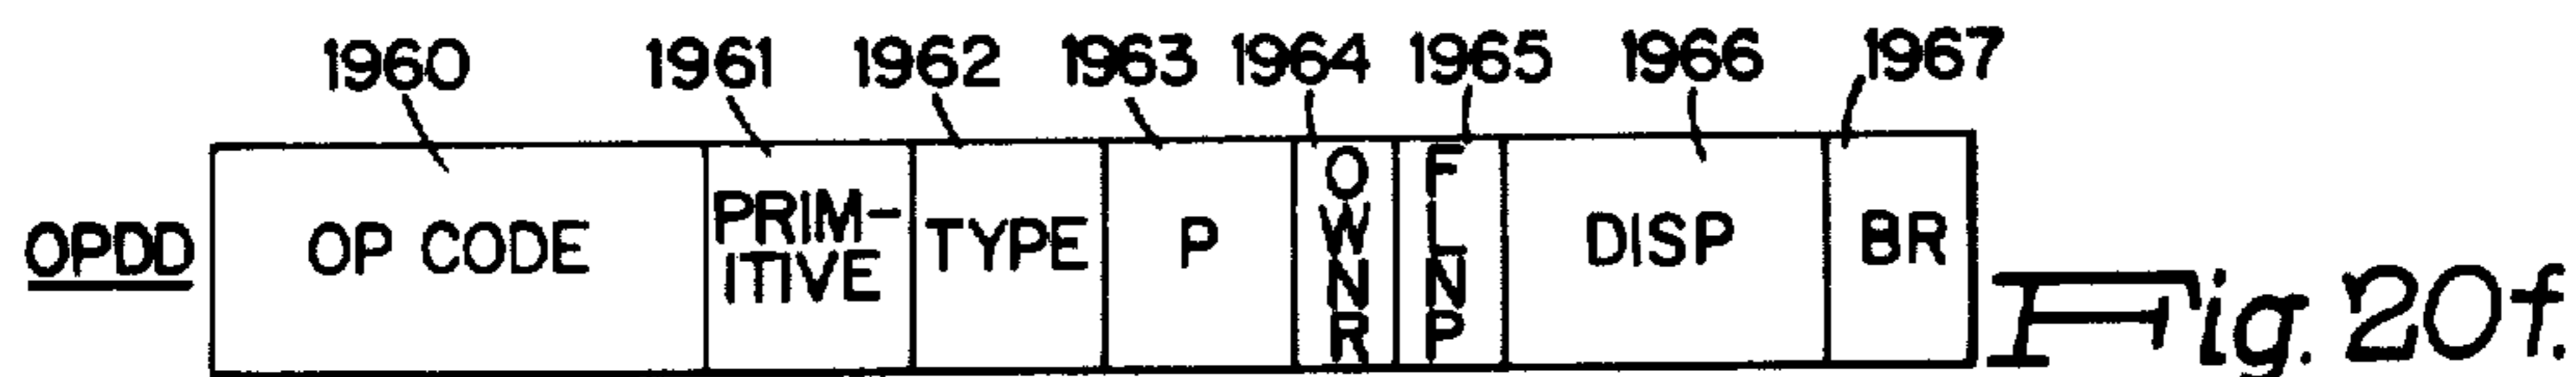 1960 1961 1962 1963 1964 1965 1966 1967
OPDD OP CODE PRIM-ITIVE TYPE P OWNR FLNP DISP BR
Fig. 20f.